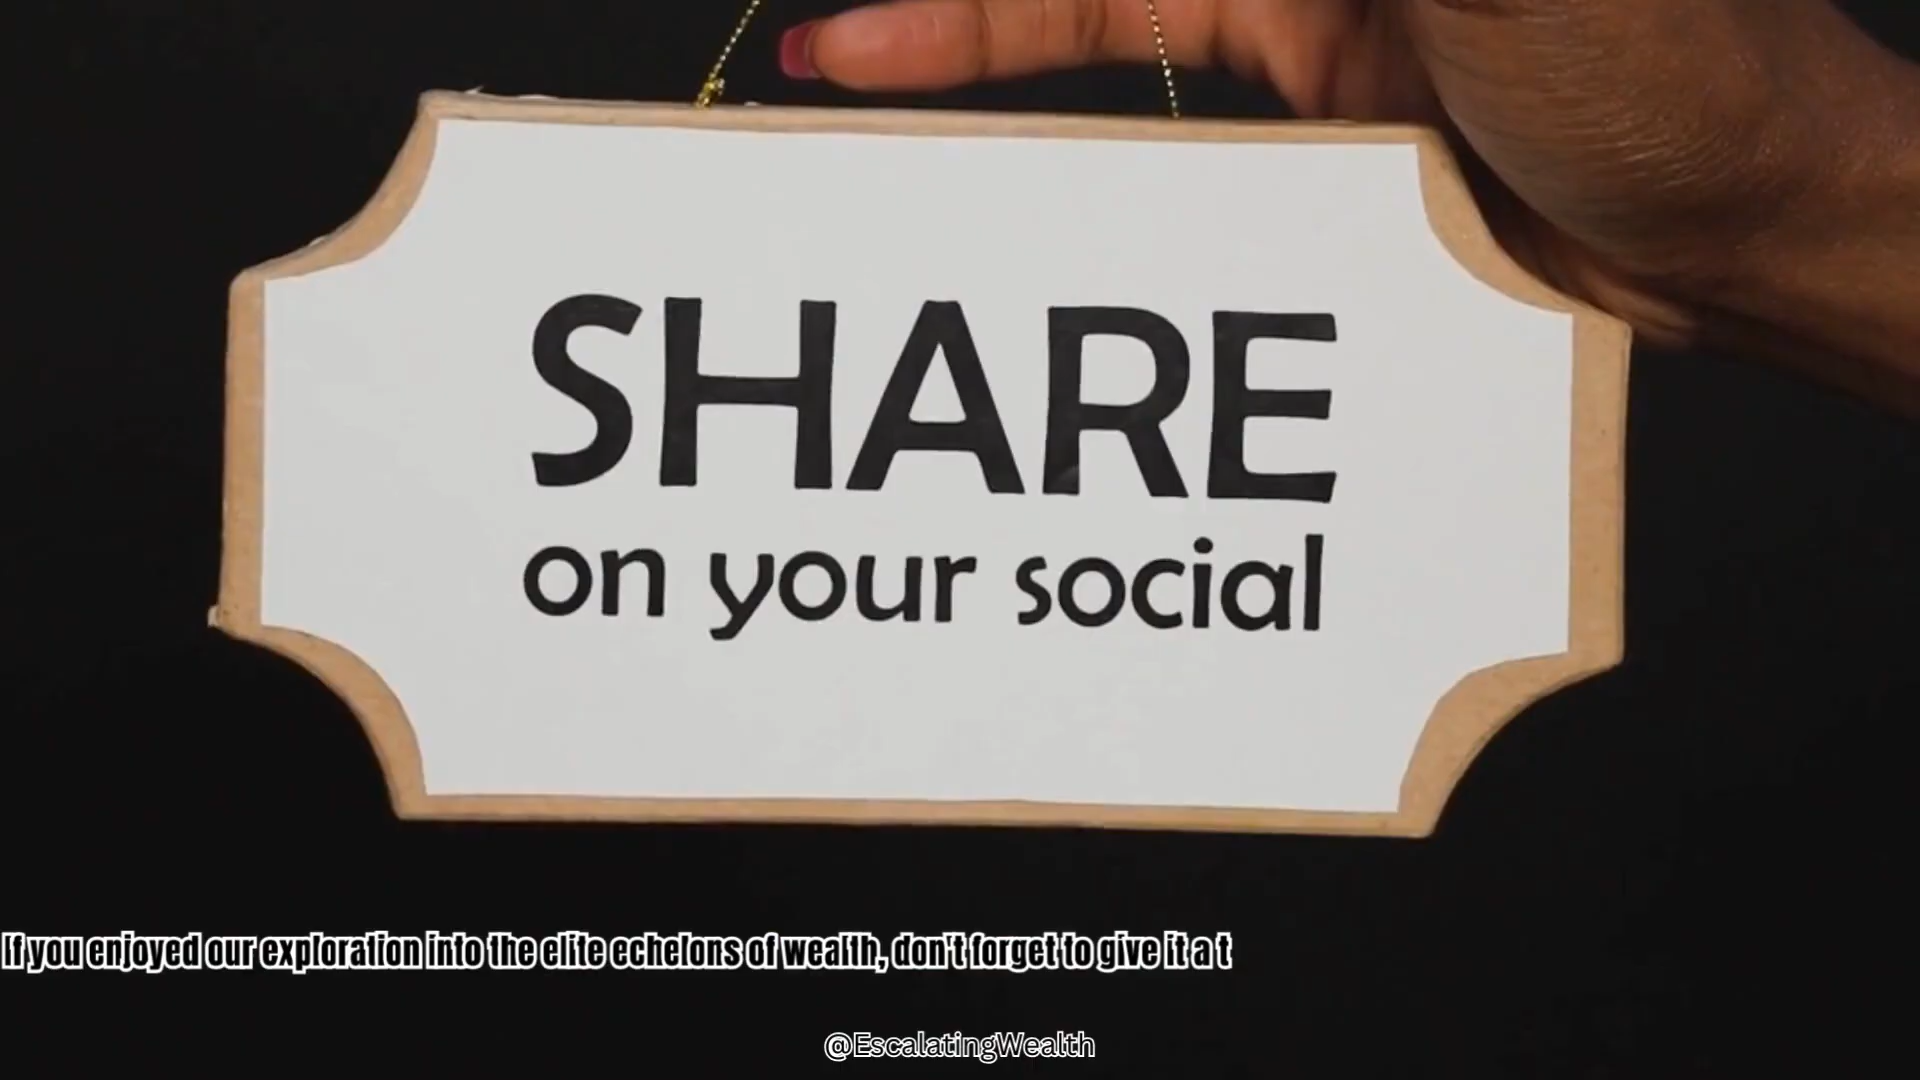 SHARE
on your social
If you enjoyed our exploration into the elite echelons of wealth, don't forget to give it a t
@EscalatingWealth